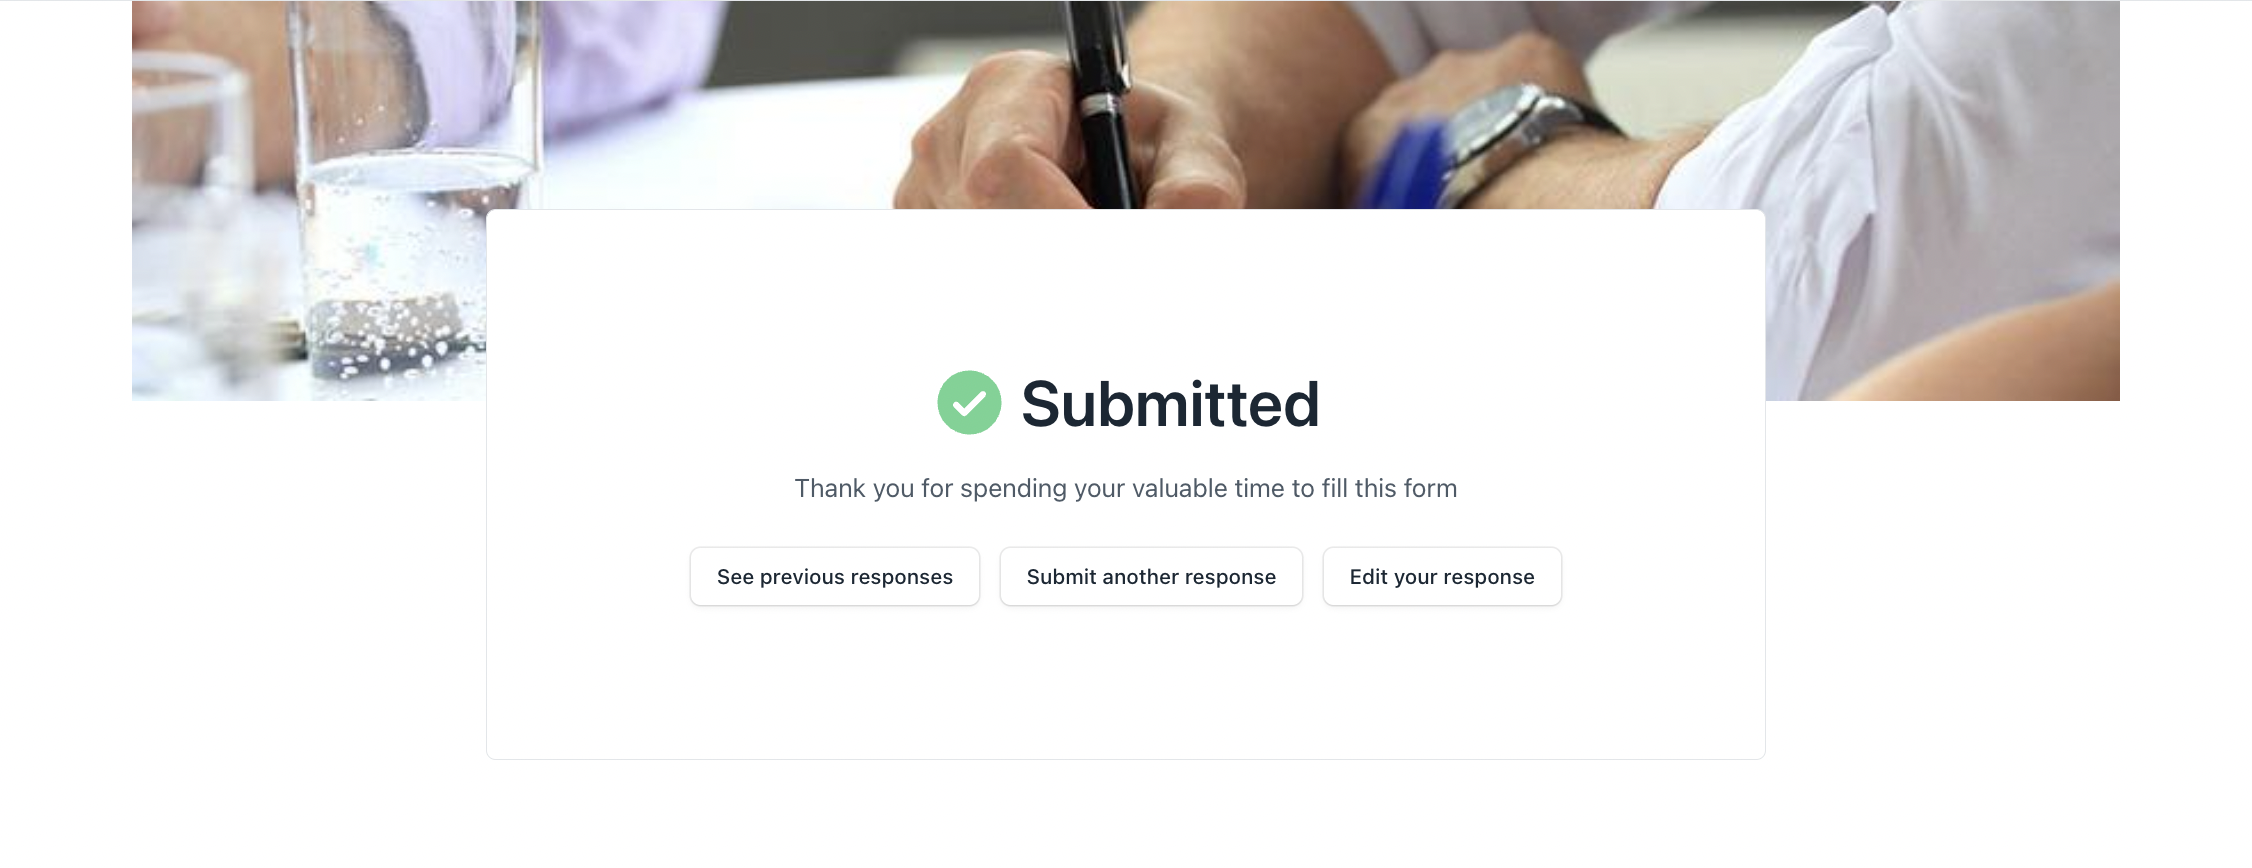 Submitted
Thank you for spending your valuable time to fill this form
See previous responses
Submit another response
Edit your response